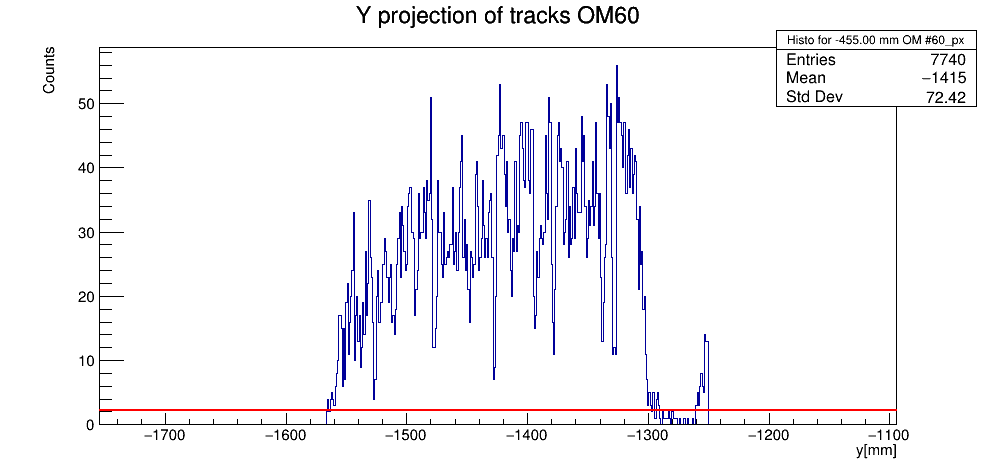 Y projection of tracks OM60
Histo for -455.00 mm OM #60_px
Entries 7740
Mean −1415
Std Dev 72.42
Counts
50
40
30
20
10
0
−1700 −1600 −1500 −1400 −1300 −1200 −1100
y[mm]